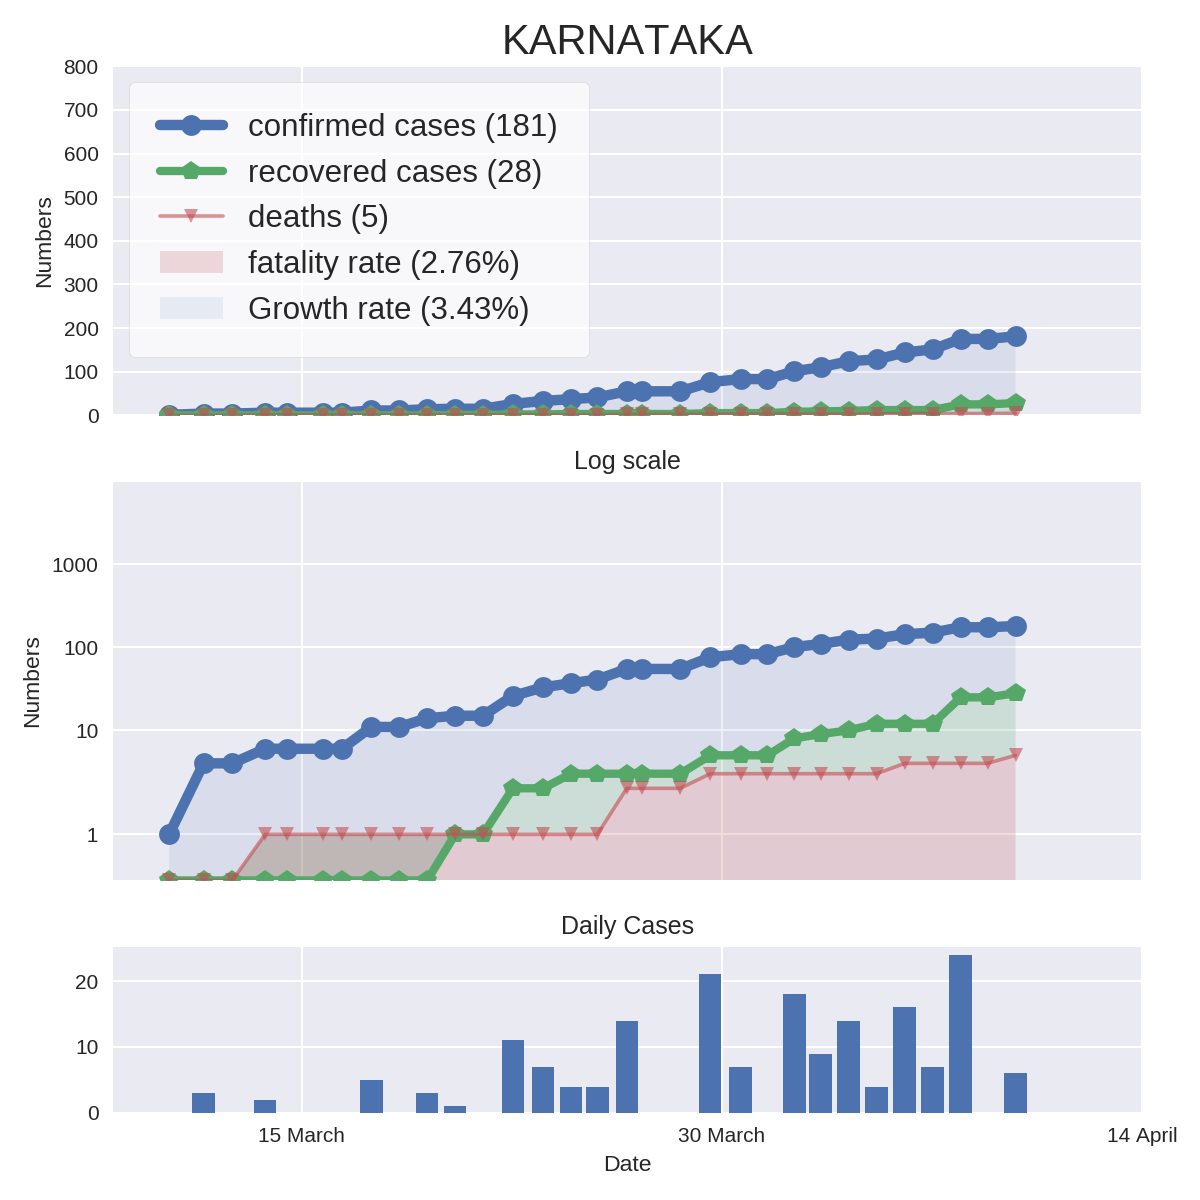 KARNATAKA
800
700
600
500
400
300
200
100
0
Numbers
confirmed cases (181)
recovered cases (28)
deaths (5)
fatality rate (2.76%)
Growth rate (3.43%)
Log scale
1000
100
10
1
Numbers
Daily Cases
20
10
0
15 March 30 March 14 April
Date